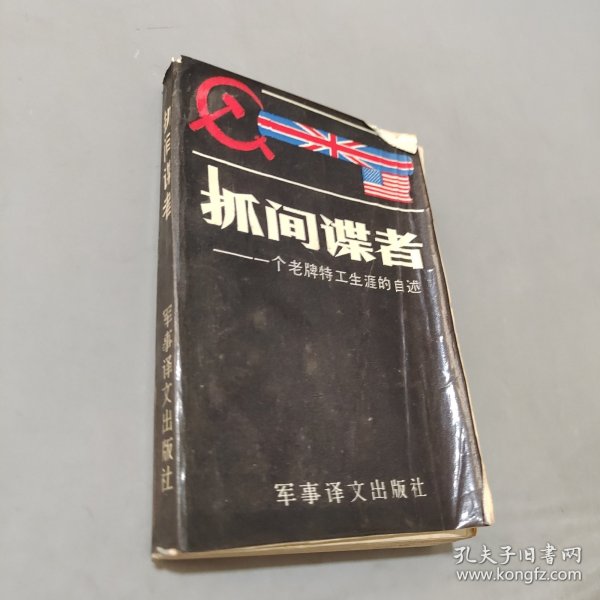 抓间谍者
——一个老牌特工生涯的自述
军事译文出版社
抓间谍者
军事译文出版社
孔夫子旧书网
www.kongfz.com